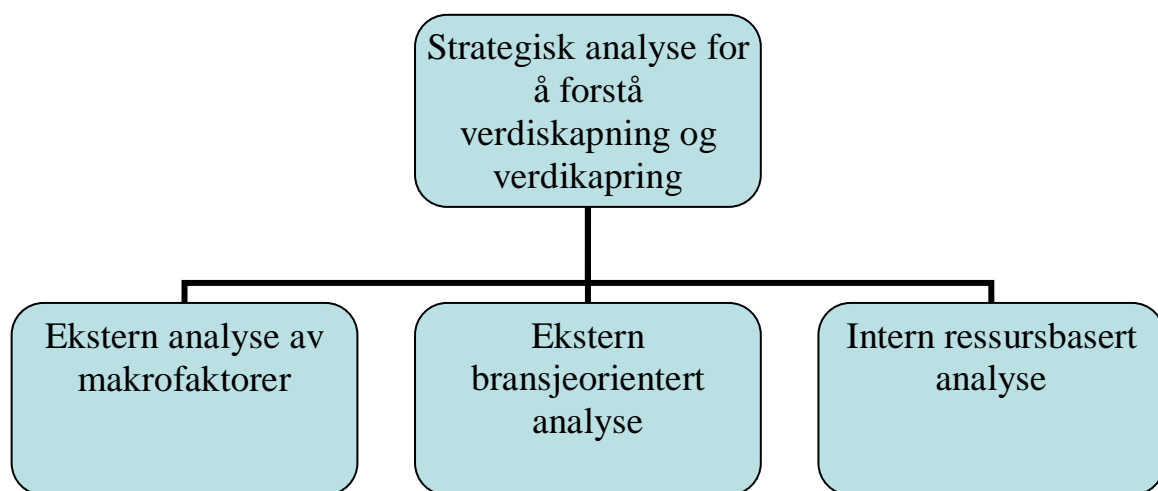 Strategisk analyse for
å forstå
verdiskapning og
verdikapring
Ekstern analyse av
makrofaktorer
Ekstern
bransjeorientert
analyse
Intern ressursbasert
analyse